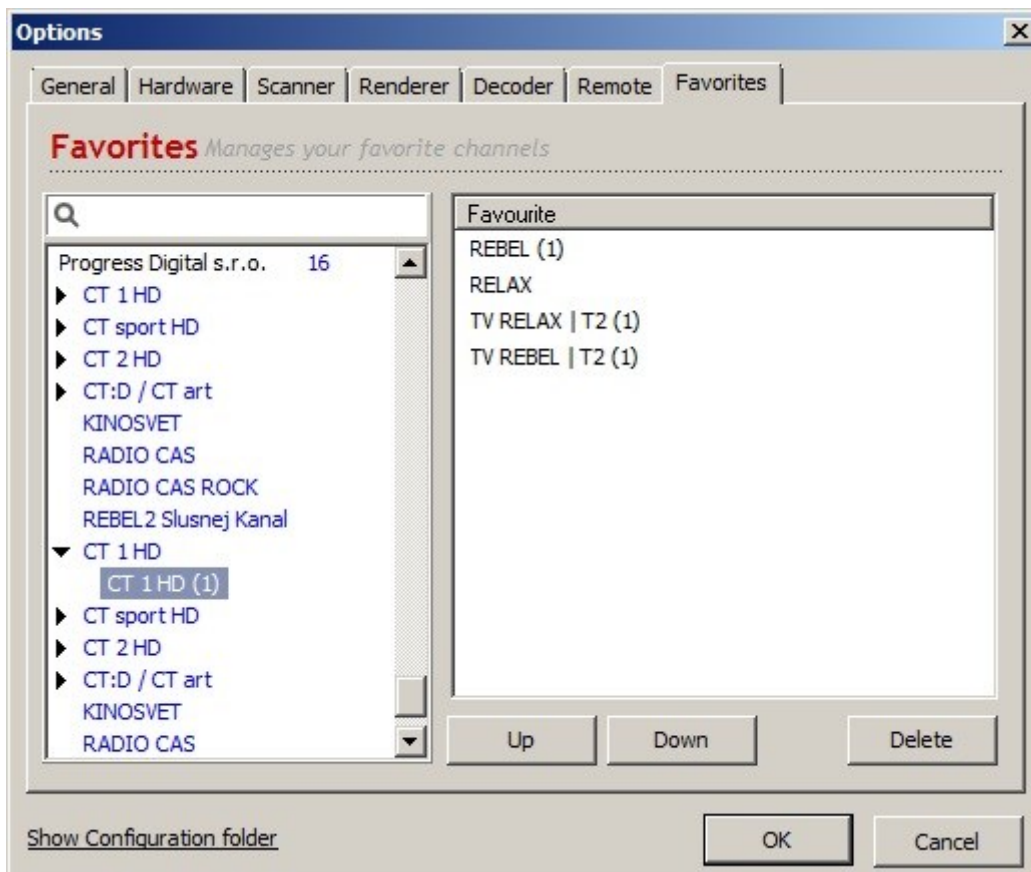 Options
General Hardware Scanner Renderer Decoder Remote Favorites
Favorites Manages your favorite channels
Progress Digital s.r.o. 16
CT 1 HD
CT sport HD
CT 2 HD
CT:D / CT art
KINOSVET
RADIO CAS
RADIO CAS ROCK
REBEL2 Slusnej Kanal
CT 1 HD
CT 1 HD (1)
CT sport HD
CT 2 HD
CT:D / CT art
KINOSVET
RADIO CAS
Favourite
REBEL (1)
RELAX
TV RELAX | T2 (1)
TV REBEL | T2 (1)
Up Down Delete
Show Configuration folder OK Cancel